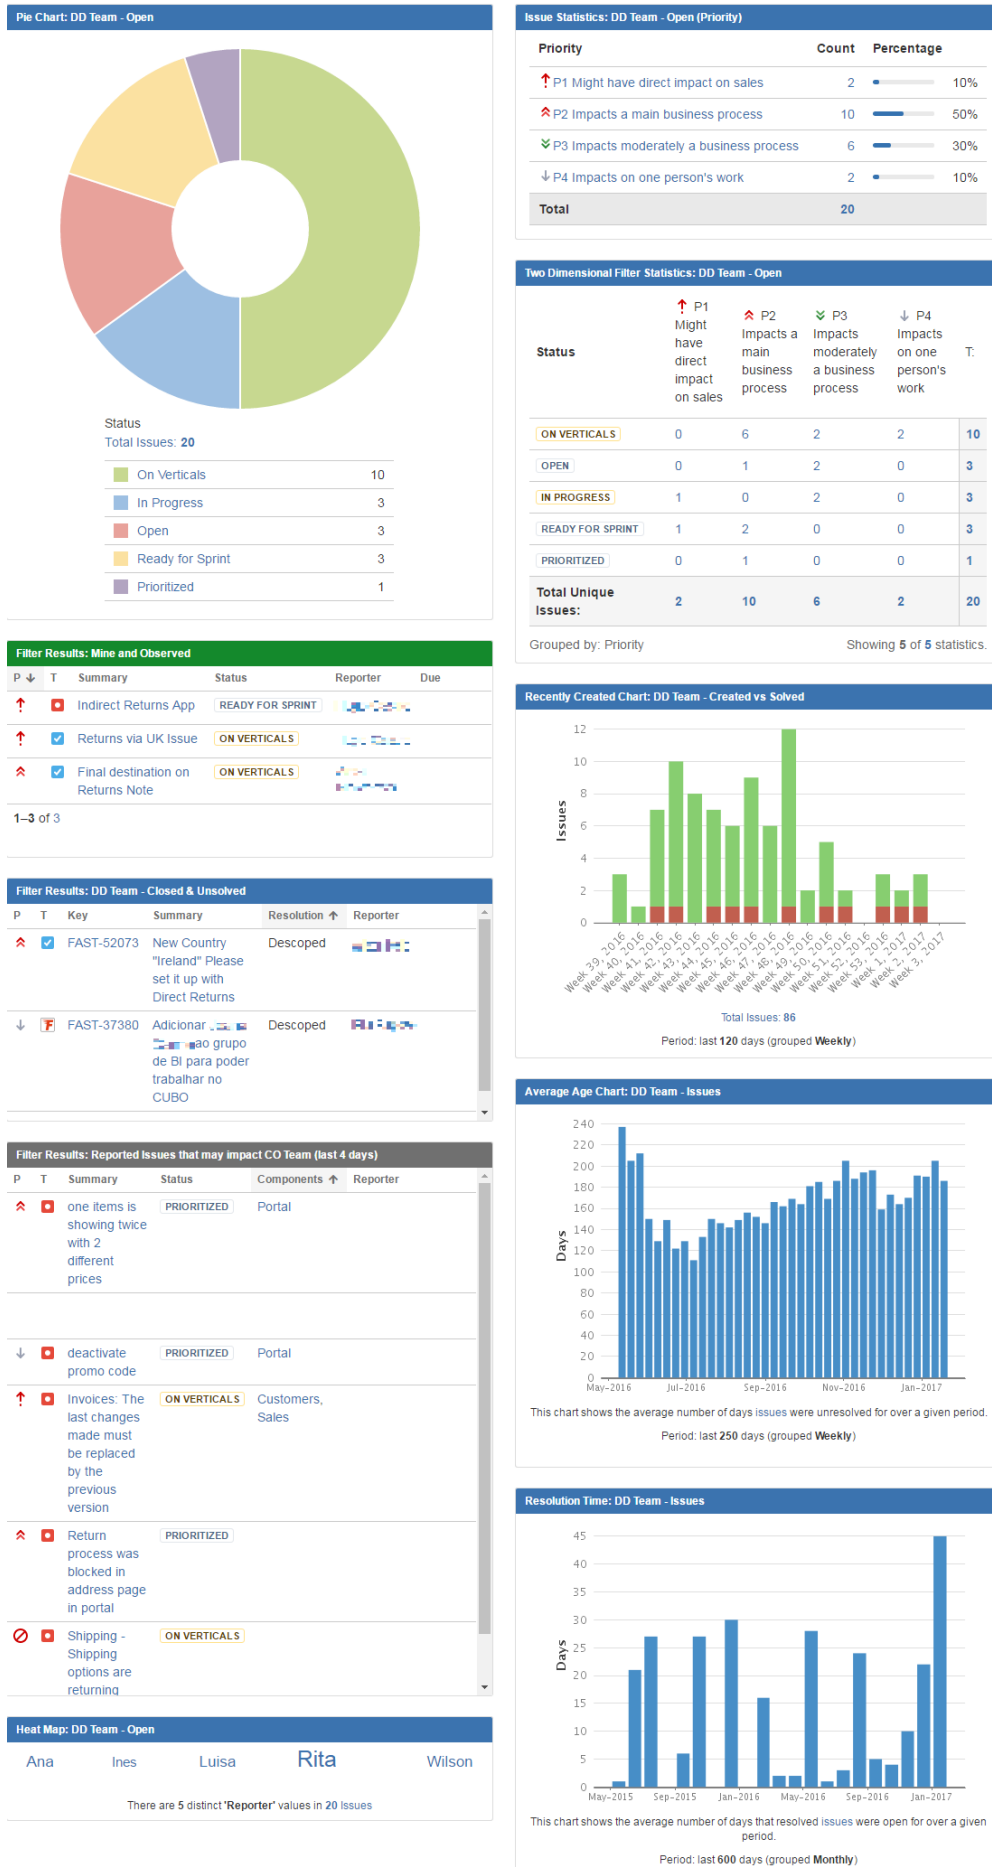 Pie Chart: DD Team - Open
Status
Total Issues: 20
On Verticals 10
In Progress 3
Open 3
Ready for Sprint 3
Prioritized 1
Filter Results: Mine and Observed
P T Summary Status Reporter Due
Indirect Returns App READY FOR SPRINT
Returns via UK Issue ON VERTICALS
Final destination on ON VERTICALS
Returns Note
1–3 of 3
Filter Results: DD Team - Closed & Unsolved
P T Key Summary Resolution Reporter
FAST-52073 New Country Descoped
"Ireland" Please
set it up with
Direct Returns
FAST-37380 Adicionar Descoped
ao grupo
de BI para poder
trabalhar no
CUBO
Filter Results: Reported Issues that may impact CO Team (last 4 days)
P T Summary Status Components Reporter
one items is PRIORITIZED Portal
showing twice
with 2
different
prices
deactivate PRIORITIZED Portal
promo code
Invoices: The ON VERTICALS Customers,
last changes Sales
made must
be replaced
by the
previous
version
Return PRIORITIZED
process was
blocked in
address page
in portal
Shipping - ON VERTICALS
Shipping
options are
returning
Heat Map: DD Team - Open
Ana Ines Luisa Rita Wilson
There are 5 distinct 'Reporter' values in 20 Issues
Issue Statistics: DD Team - Open (Priority)
Priority Count Percentage
P1 Might have direct impact on sales 2 10%
P2 Impacts a main business process 10 50%
P3 Impacts moderately a business process 6 30%
P4 Impacts on one person's work 2 10%
Total 20
Two Dimensional Filter Statistics: DD Team - Open
Status P1 Might have direct impact on sales P2 Impacts a main business process P3 Impacts moderately a business process P4 Impacts on one person's work T:
ON VERTICALS 0 6 2 2 10
OPEN 0 1 2 0 3
IN PROGRESS 1 0 2 0 3
READY FOR SPRINT 1 2 0 0 3
PRIORITIZED 0 1 0 0 1
Total Unique Issues: 2 10 6 2 20
Grouped by: Priority Showing 5 of 5 statistics.
Recently Created Chart: DD Team - Created vs Solved
Issues
12
10
8
6
4
2
0
Week 39, 2016
Week 40, 2016
Week 41, 2016
Week 42, 2016
Week 43, 2016
Week 44, 2016
Week 45, 2016
Week 46, 2016
Week 47, 2016
Week 48, 2016
Week 49, 2016
Week 50, 2016
Week 51, 2016
Week 52, 2016
Week 53, 2016
Week 1, 2017
Week 2, 2017
Week 3, 2017
Total Issues: 86
Period: last 120 days (grouped Weekly)
Average Age Chart: DD Team - Issues
Days
240
220
200
180
160
140
120
100
80
60
40
20
0
May-2016 Jul-2016 Sep-2016 Nov-2016 Jan-2017
This chart shows the average number of days issues were unresolved for over a given period.
Period: last 250 days (grouped Weekly)
Resolution Time: DD Team - Issues
Days
45
40
35
30
25
20
15
10
5
0
May-2015 Sep-2015 Jan-2016 May-2016 Sep-2016 Jan-2017
This chart shows the average number of days that resolved issues were open for over a given
period.
Period: last 600 days (grouped Monthly)